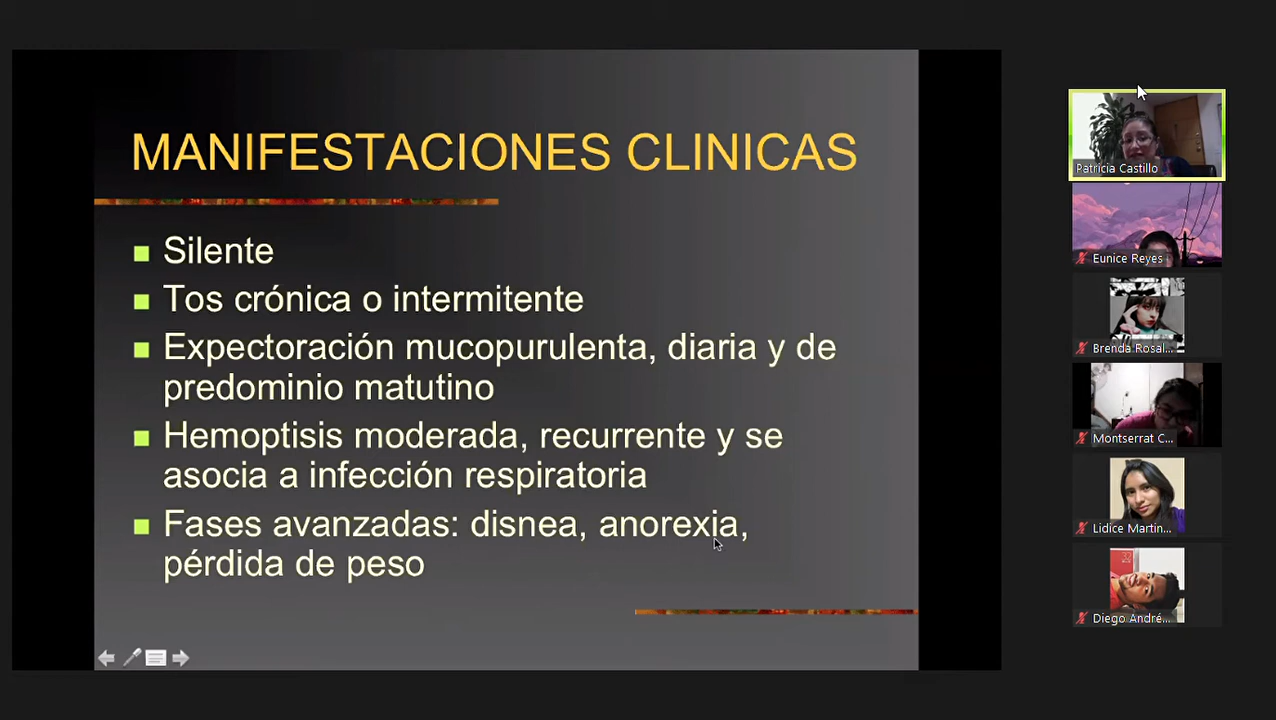 MANIFESTACIONES CLINICAS
Silente
Tos crónica o intermitente
Expectoración mucopurulenta, diaria y de
predominio matutino
Hemoptisis moderada, recurrente y se
asocia a infección respiratoria
Fases avanzadas: disnea, anorexia,
pérdida de peso
Patricia Castillo
Eunice Reyes
Brenda Rosal...
Montserrat C...
Lidice Martin...
Diego André...